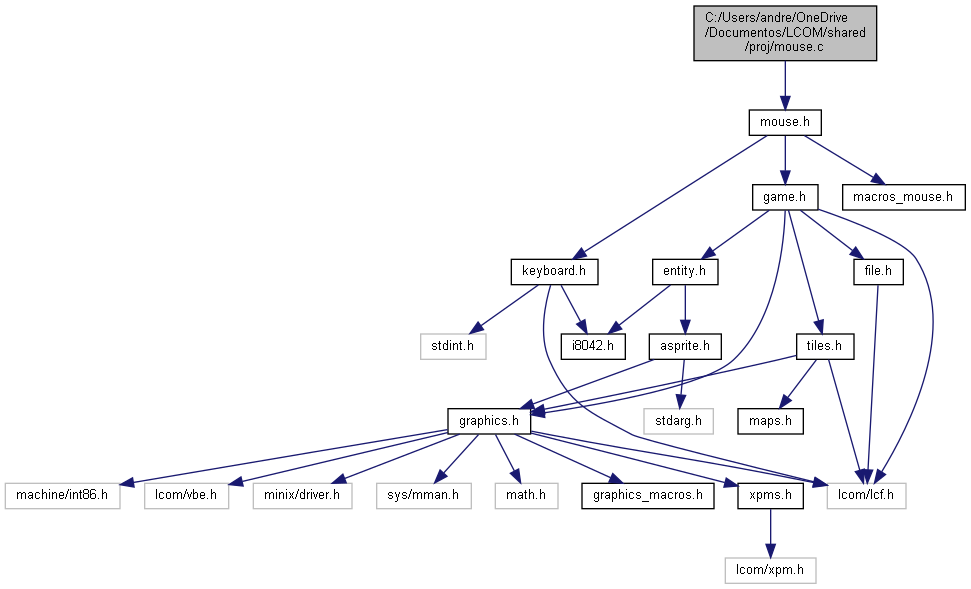 C:/Users/andre/OneDrive
/Documentos/LCOM/shared
/proj/mouse.c
mouse.h
game.h
macros_mouse.h
keyboard.h
entity.h
file.h
stdint.h
i8042.h
asprite.h
tiles.h
graphics.h
stdarg.h
maps.h
machine/int86.h
lcom/vbe.h
minix/driver.h
sys/mman.h
math.h
graphics_macros.h
xpms.h
lcom/lcf.h
lcom/xpm.h